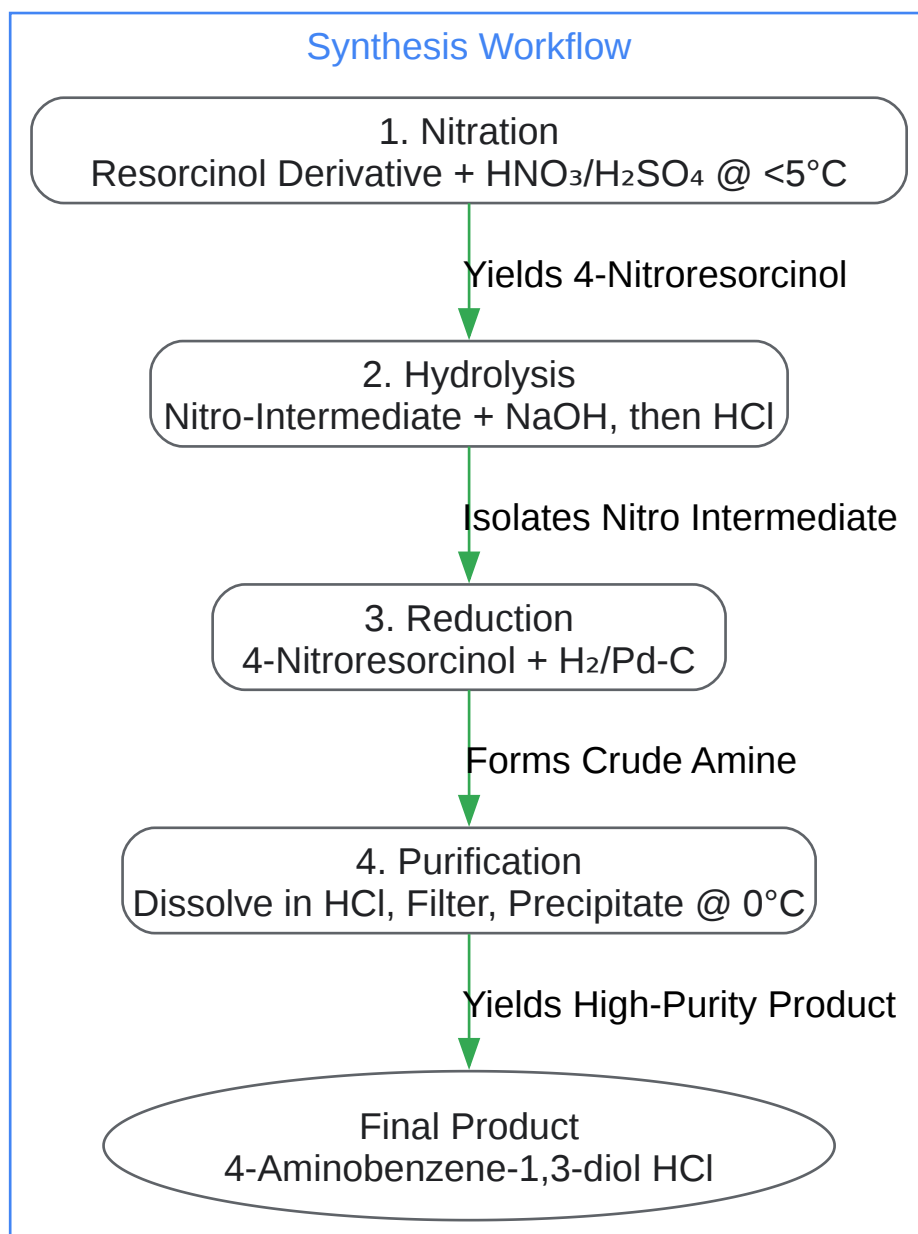 Synthesis Workflow
1. Nitration
Resorcinol Derivative + HNO₃/H₂SO₄ @ <5°C
Yields 4-Nitroresorcinol
2. Hydrolysis
Nitro-Intermediate + NaOH, then HCl
Isolates Nitro Intermediate
3. Reduction
4-Nitroresorcinol + H₂/Pd-C
Forms Crude Amine
4. Purification
Dissolve in HCl, Filter, Precipitate @ 0°C
Yields High-Purity Product
Final Product
4-Aminobenzene-1,3-diol HCl